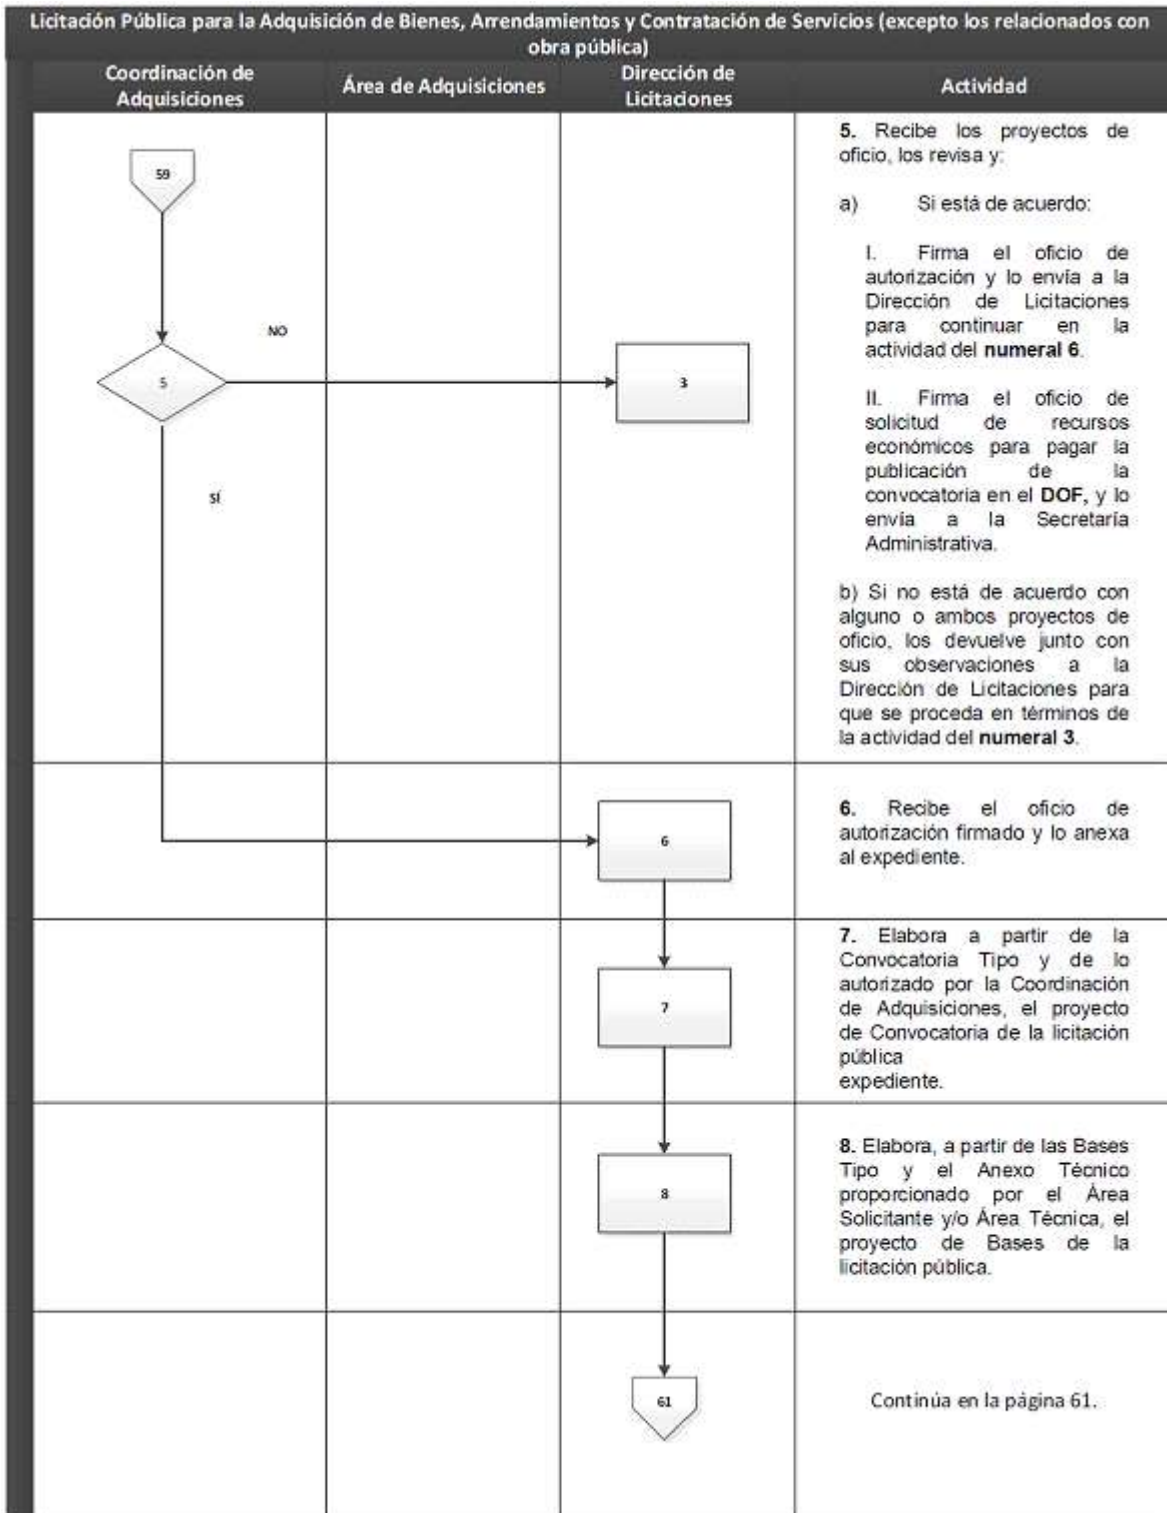 Licitación Pública para la Adquisición de Bienes, Arrendamientos y Contratación de Servicios (excepto los relacionados con
obra pública)
Coordinación de
Adquisiciones
Área de Adquisiciones
Dirección de
Licitaciones
Actividad
59
5
NO
3
SÍ
5. Recibe los proyectos de
oficio, los revisa y:
a) Si está de acuerdo:
I. Firma el oficio de
autorización y lo envía a la
Dirección de Licitaciones
para continuar en la
actividad del numeral 6.
II. Firma el oficio de
solicitud de recursos
económicos para pagar la
publicación de la
convocatoria en el DOF, y lo
envía a la Secretaría
Administrativa.
b) Si no está de acuerdo con
alguno o ambos proyectos de
oficio, los devuelve junto con
sus observaciones a la
Dirección de Licitaciones para
que se proceda en términos de
la actividad del numeral 3.
6
6. Recibe el oficio de
autorización firmado y lo anexa
al expediente.
7
7. Elabora a partir de la
Convocatoria Tipo y de lo
autorizado por la Coordinación
de Adquisiciones, el proyecto
de Convocatoria de la licitación
pública
expediente.
8
8. Elabora, a partir de las Bases
Tipo y el Anexo Técnico
proporcionado por el Área
Solicitante y/o Área Técnica, el
proyecto de Bases de la
licitación pública.
61
Continúa en la página 61.